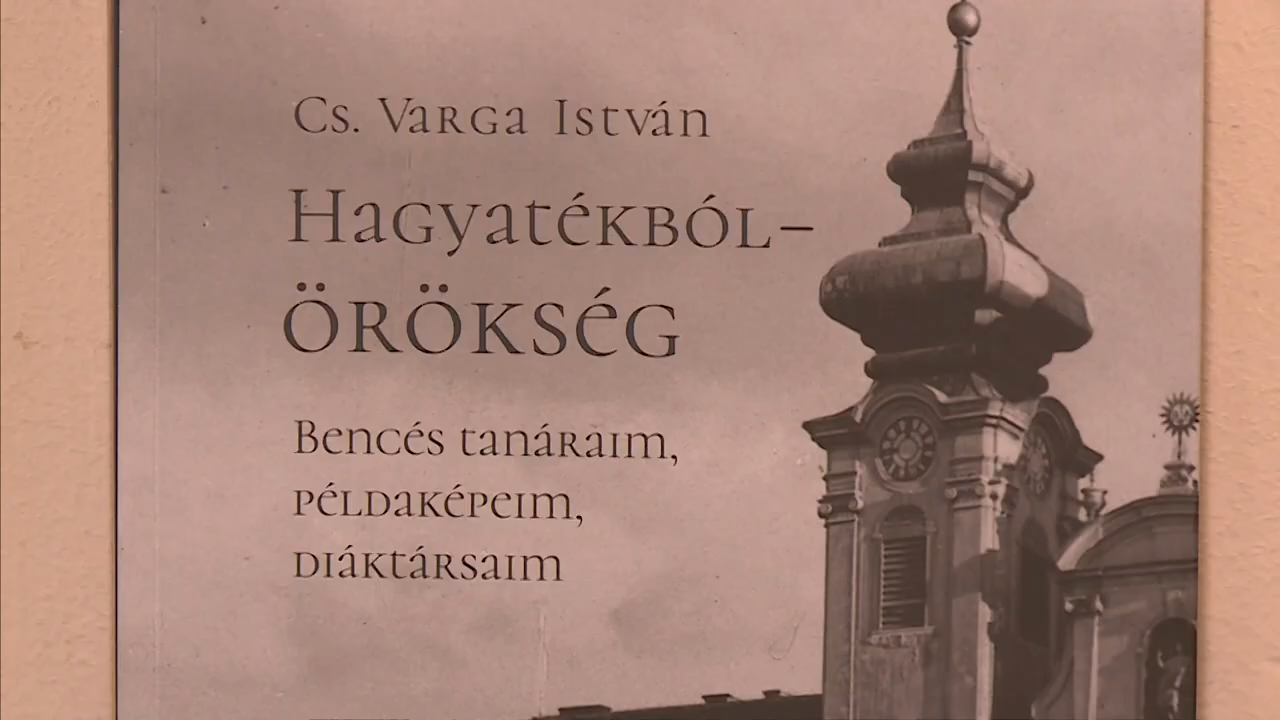 Cs. Varga István
Hagyatékból–
örökség
Bencés tanáraim,
példaképeim,
diáktársaim